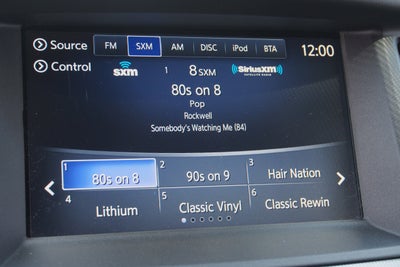 Source FM SXM AM DISC iPod BTA 12:00
Control
sxm 1 8 SXM SiriusXM
SATELLITE RADIO
80s on 8
Pop
Rockwell
Somebody's Watching Me (84)
1 80s on 8 2 90s on 9 3 Hair Nation
4 Lithium 5 Classic Vinyl 6 Classic Rewin